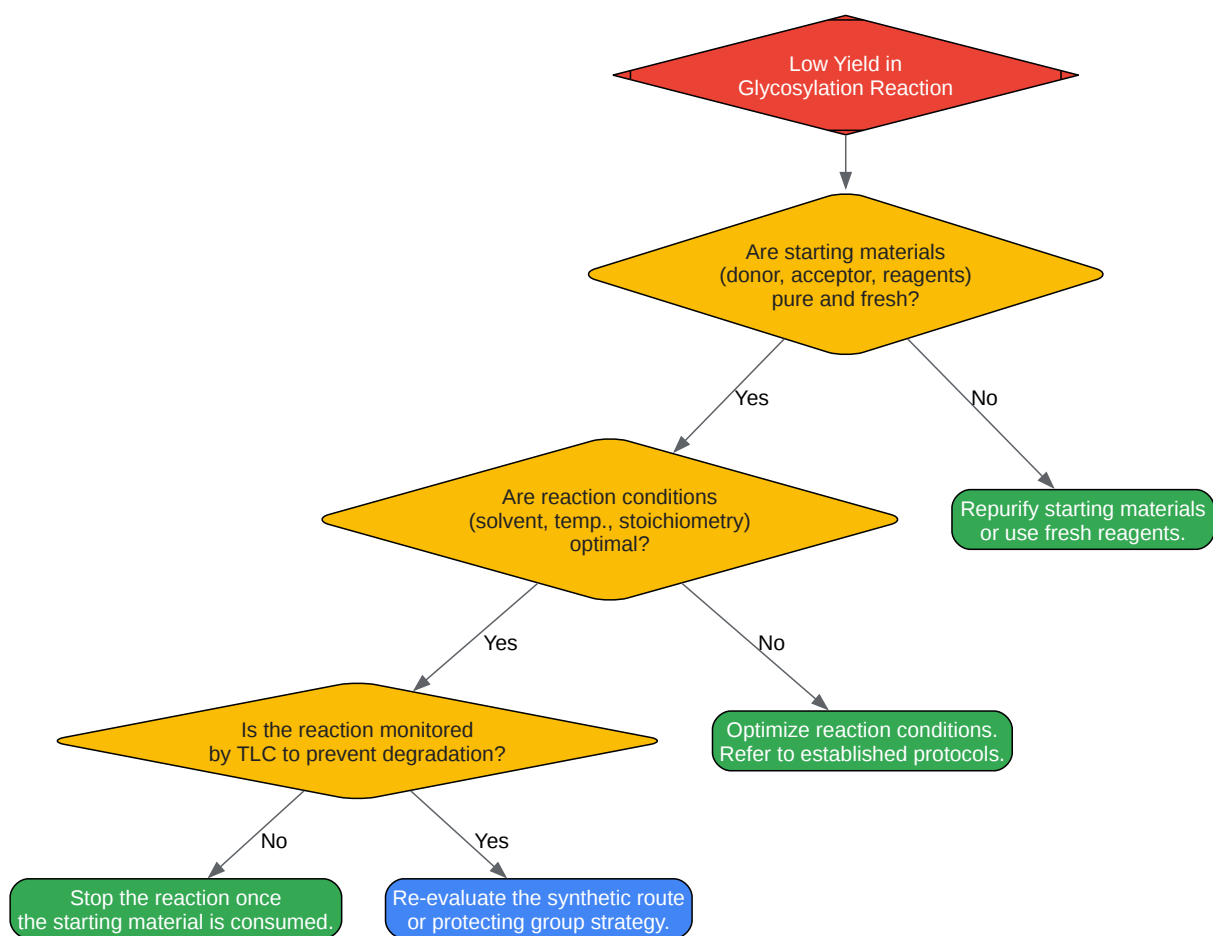 Low Yield in
Glycosylation Reaction
Are starting materials
(donor, acceptor, reagents)
pure and fresh?
Yes
No
Are reaction conditions
(solvent, temp., stoichiometry)
optimal?
Repurify starting materials
or use fresh reagents.
Yes
No
Is the reaction monitored
by TLC to prevent degradation?
Optimize reaction conditions.
Refer to established protocols.
No
Yes
Stop the reaction once
the starting material is consumed.
Re-evaluate the synthetic route
or protecting group strategy.